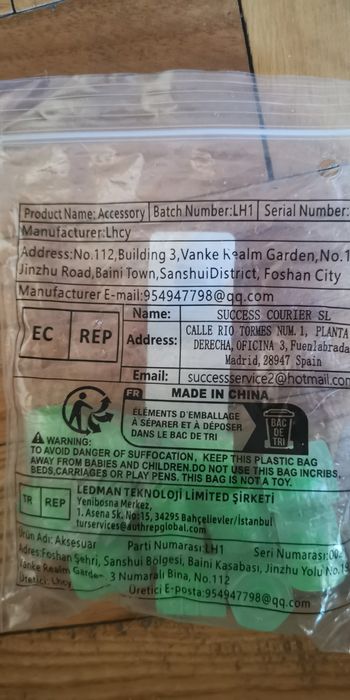 Product Name: Accessory Batch Number:LH1 Serial Number:
Manufacturer:Lhcy
Address:No.112,Building 3,Vanke Realm Garden,No.1
Jinzhu Road,Baini Town,SanshuiDistrict, Foshan City
Manufacturer E-mail:954947798@qq.com
EC REP
Name: SUCCESS COURIER SL
Address: CALLE RIO TORMES NUM. 1, PLANTA
DERECHA, OFICINA 3, Fuenlabrada
Madrid, 28947 Spain
Email: successservice2@hotmail.com
FR MADE IN CHINA
ÉLÉMENTS D'EMBALLAGE
À SÉPARER ET À DÉPOSER
DANS LE BAC DE TRI
BAC
DE
TRI
WARNING:
TO AVOID DANGER OF SUFFOCATION, KEEP THIS PLASTIC BAG
AWAY FROM BABIES AND CHILDREN.DO NOT USE THIS BAG INCRIBS,
BEDS,CARRIAGES OR PLAY PENS. THIS BAG IS NOT A TOY.
TR REP
LEDMAN TEKNOLOJİ LİMİTED ŞİRKETİ
Yenibosna Merkez,
1. Asena Sk. No:15, 34295 Bahçelievler/İstanbul
turservices@authrepglobal.com
Ürün Adı: Aksesuar Parti Numarası:LH1 Seri Numarası:00
Adres:Foshan Şehri, Sanshui Bölgesi, Baini Kasabası, Jinzhu Yolu No.19
Vanke Realm Garden, 3 Numaralı Bina, No.112
Üretici: Lhcy Üretici E-posta:954947798@qq.com